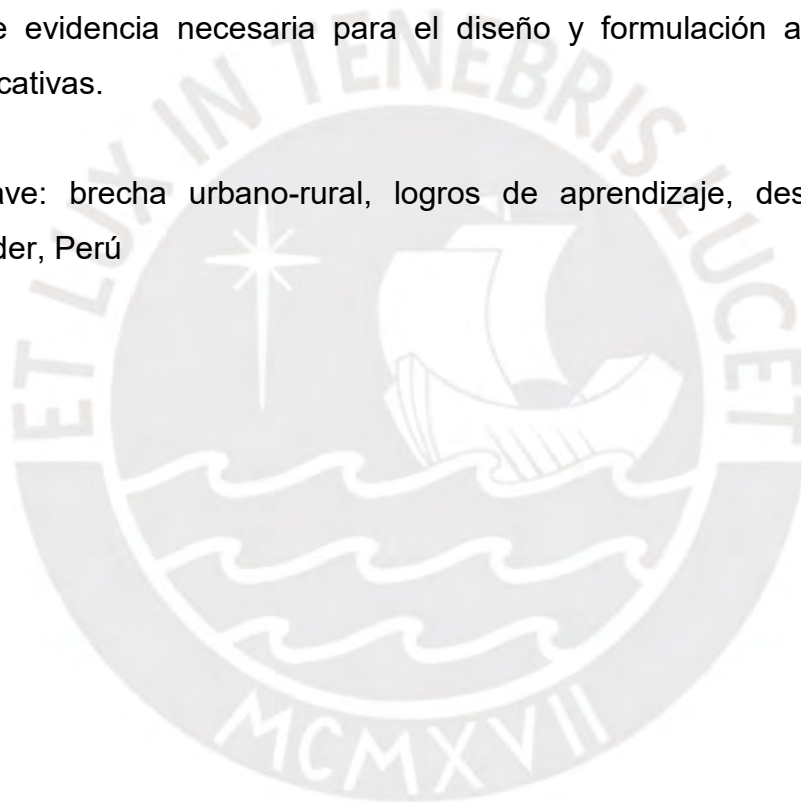 e evidencia necesaria para el diseño y formulación a
cativas.
ave: brecha urbano-rural, logros de aprendizaje, des
der, Perú
ET LUX IN TENEBRIS LUCET
MCMXVII